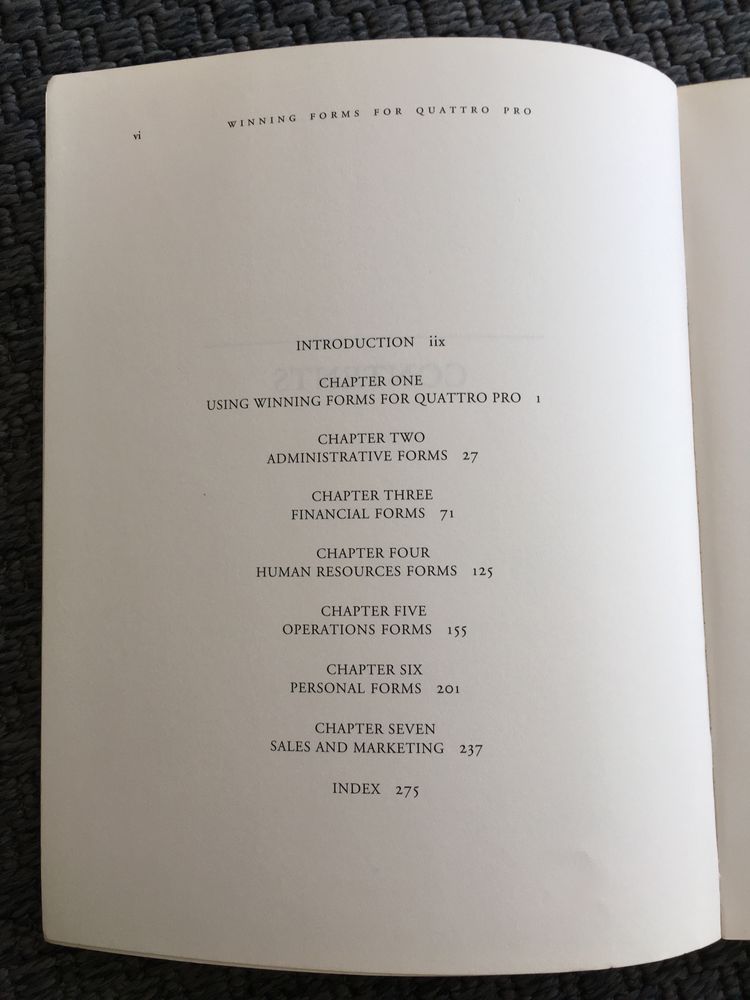 vi
WINNING FORMS FOR QUATTRO PRO
INTRODUCTION iix
CHAPTER ONE
USING WINNING FORMS FOR QUATTRO PRO 1
CHAPTER TWO
ADMINISTRATIVE FORMS 27
CHAPTER THREE
FINANCIAL FORMS 71
CHAPTER FOUR
HUMAN RESOURCES FORMS 125
CHAPTER FIVE
OPERATIONS FORMS 155
CHAPTER SIX
PERSONAL FORMS 201
CHAPTER SEVEN
SALES AND MARKETING 237
INDEX 275